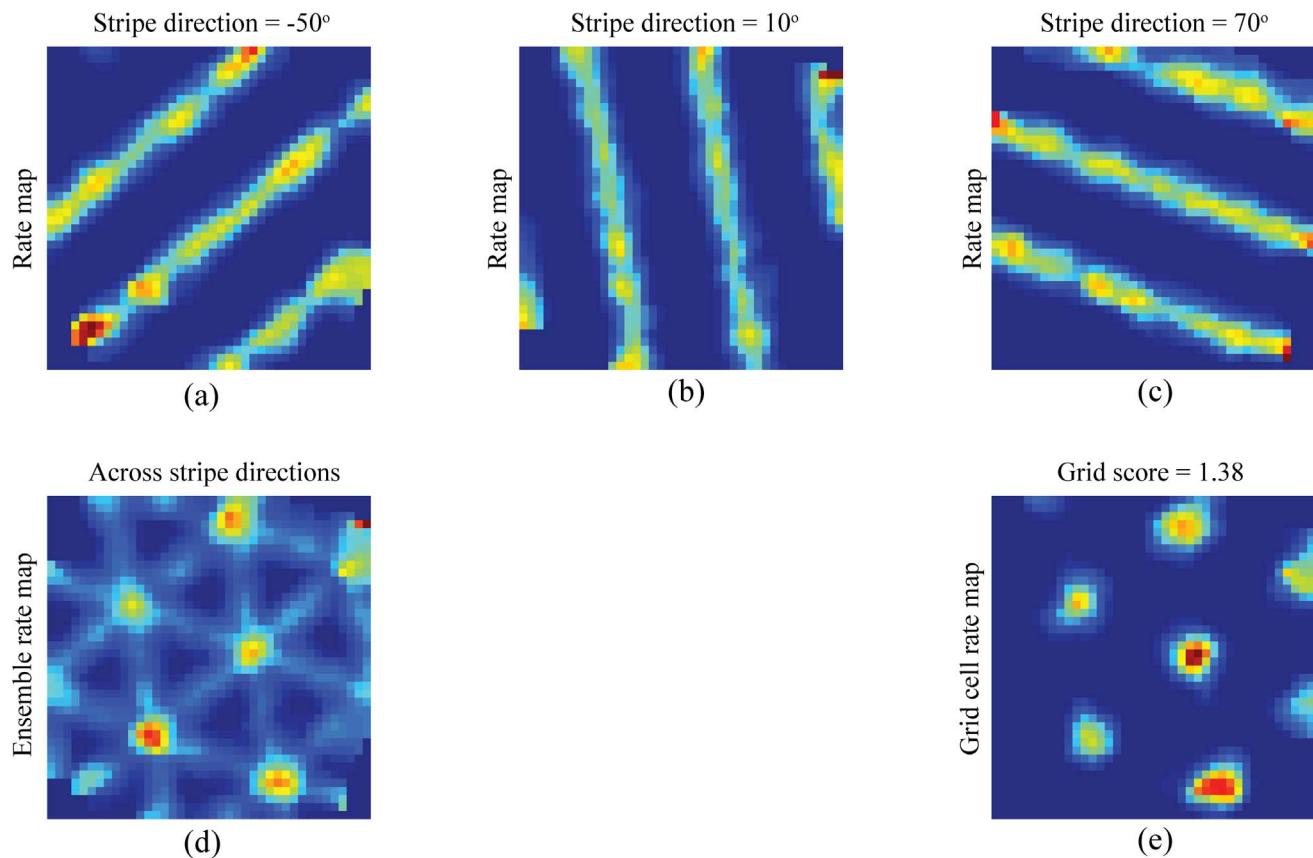 Stripe direction = -50°
Stripe direction = 10°
Stripe direction = 70°
Rate map
Rate map
Rate map
(a)
(b)
(c)
Across stripe directions
Grid score = 1.38
Ensemble rate map
Grid cell rate map
(d)
(e)